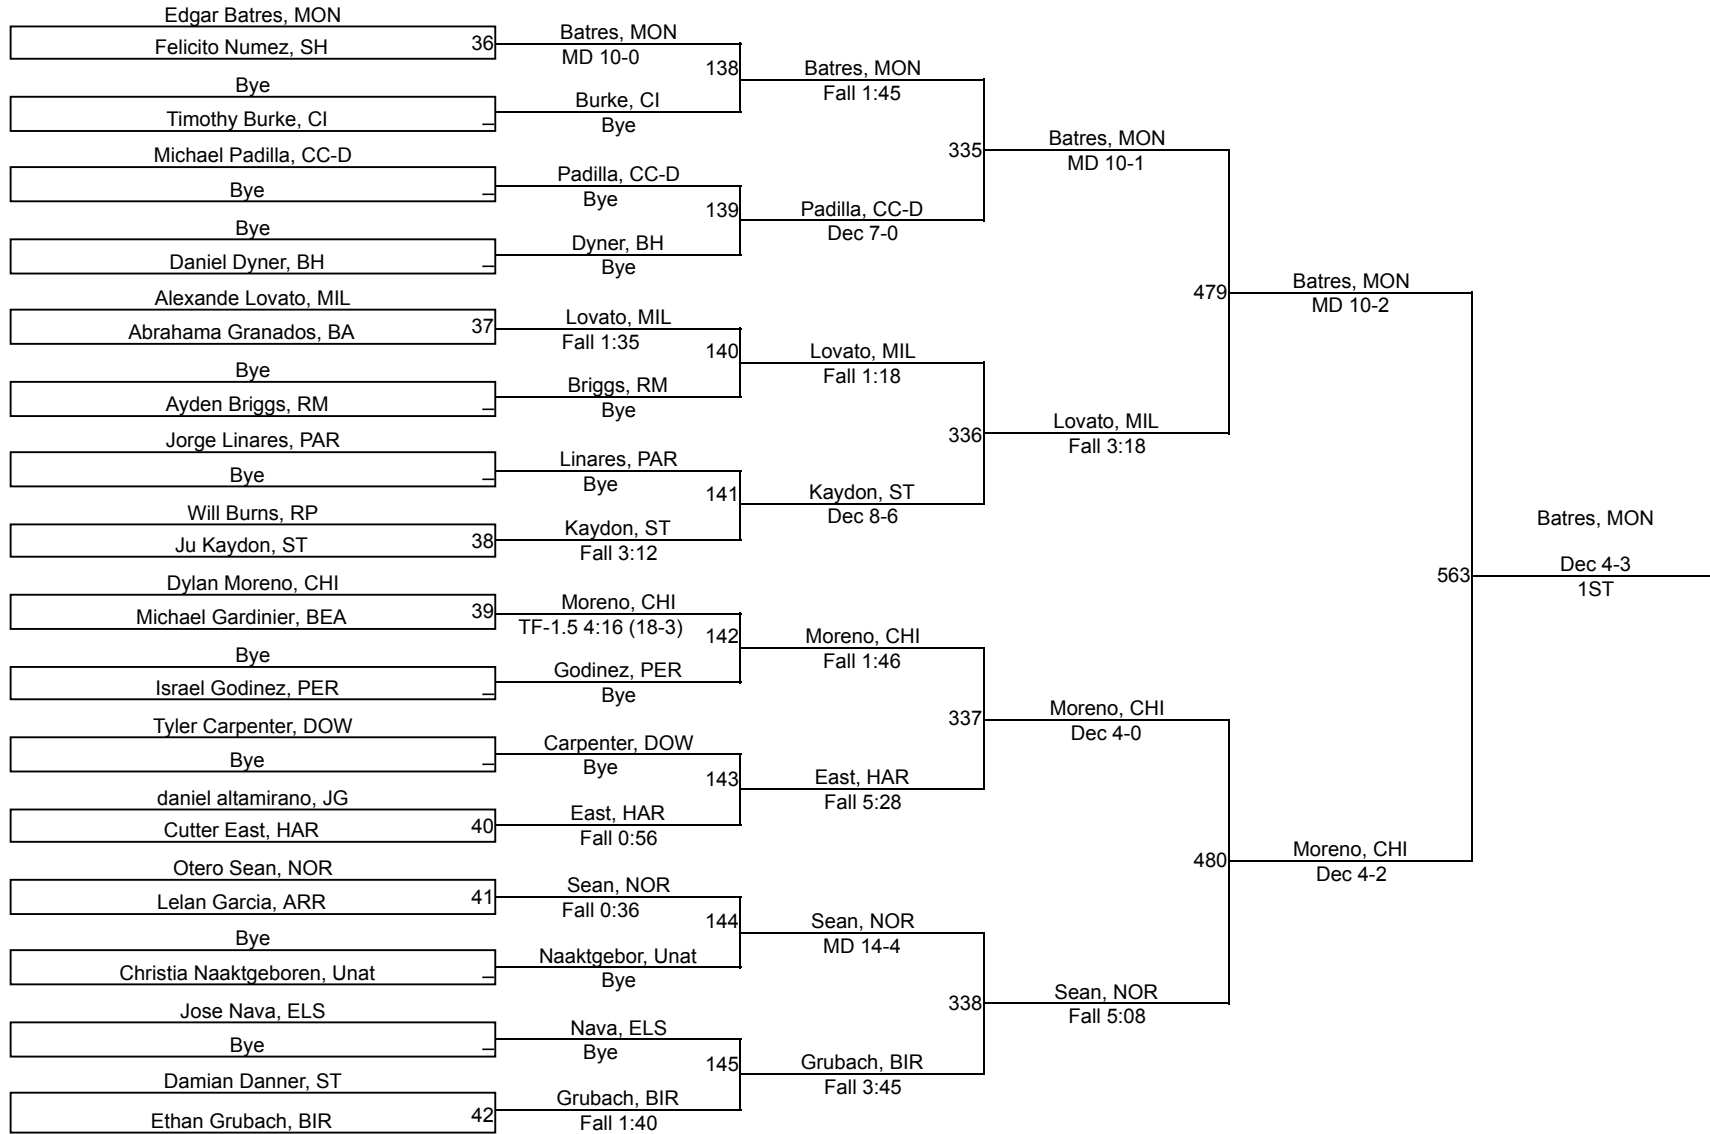 Edgar Batres, MON
Felicito Numez, SH 36
Bye
Timothy Burke, CI _
Michael Padilla, CC-D
Bye _
Bye
Daniel Dyner, BH _
Alexande Lovato, MIL
Abrahama Granados, BA 37
Bye
Ayden Briggs, RM _
Jorge Linares, PAR
Bye _
Will Burns, RP
Ju Kaydon, ST 38
Dylan Moreno, CHI
Michael Gardinier, BEA 39
Bye
Israel Godinez, PER _
Tyler Carpenter, DOW
Bye _
daniel altamirano, JG
Cutter East, HAR 40
Otero Sean, NOR
Lelan Garcia, ARR 41
Bye
Christia Naaktgeboren, Unat _
Jose Nava, ELS
Bye _
Damian Danner, ST
Ethan Grubach, BIR 42
Batres, MON
MD 10-0
138
Burke, CI
Bye
Padilla, CC-D
Bye
139
Dyner, BH
Bye
Lovato, MIL
Fall 1:35
140
Briggs, RM
Bye
Linares, PAR
Bye
141
Kaydon, ST
Fall 3:12
Moreno, CHI
TF-1.5 4:16 (18-3)
142
Godinez, PER
Bye
Carpenter, DOW
Bye
143
East, HAR
Fall 0:56
Sean, NOR
Fall 0:36
144
Naaktgebor, Unat
Bye
Nava, ELS
Bye
145
Grubach, BIR
Fall 1:40
Batres, MON
Fall 1:45
335
Padilla, CC-D
Dec 7-0
Lovato, MIL
Fall 1:18
336
Kaydon, ST
Dec 8-6
Moreno, CHI
Fall 1:46
337
East, HAR
Fall 5:28
Sean, NOR
MD 14-4
338
Grubach, BIR
Fall 3:45
Batres, MON
MD 10-1
479
Lovato, MIL
Fall 3:18
Moreno, CHI
Dec 4-0
480
Sean, NOR
Fall 5:08
Batres, MON
MD 10-2
563
Moreno, CHI
Dec 4-2
Batres, MON
Dec 4-3
1ST